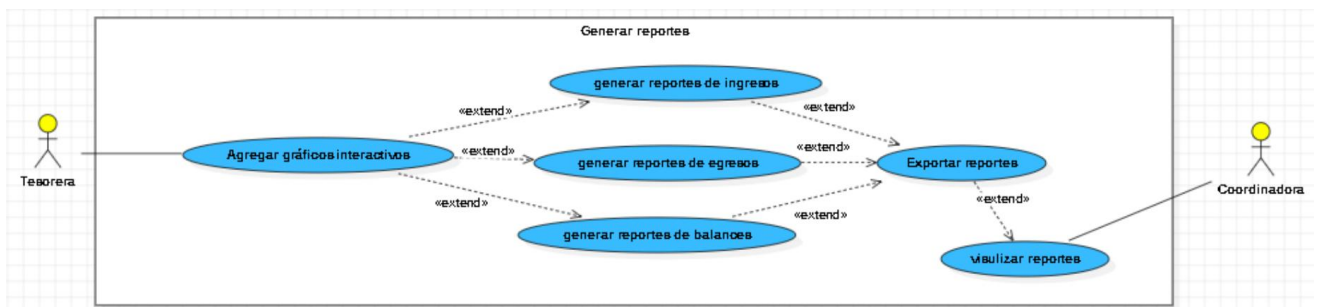 Generar reportes
generar reportes de ingresos
«extend»
«extend»
Tesorera
Agregar gráficos interactivos
«extend»
generar reportes de egresos
«extend»
Exportar reportes
Coordinadora
«extend»
«extend»
«extend»
generar reportes de balances
visulizar reportes